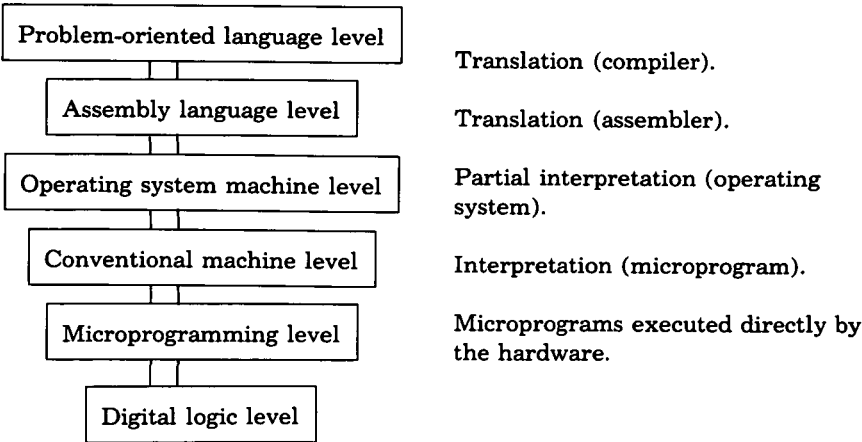 Problem-oriented language level
Translation (compiler).
Assembly language level
Translation (assembler).
Operating system machine level
Partial interpretation (operating
system).
Conventional machine level
Interpretation (microprogram).
Microprogramming level
Microprograms executed directly by
the hardware.
Digital logic level